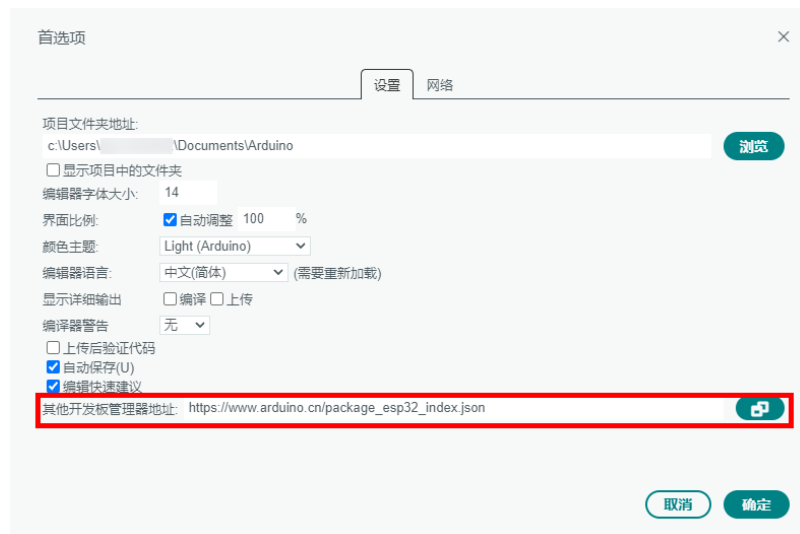 首选项
设置 网络
项目文件夹地址:
c:\Users\ \Documents\Arduino 浏览
显示项目中的文件夹
编辑器字体大小: 14
界面比例: 自动调整 100 %
颜色主题: Light (Arduino)
编辑器语言: 中文(简体) (需要重新加载)
显示详细输出 编译 上传
编译器警告 无
上传后验证代码
自动保存(U)
编辑快速建议
其他开发板管理器地址: https://www.arduino.cn/package_esp32_index.json
取消 确定